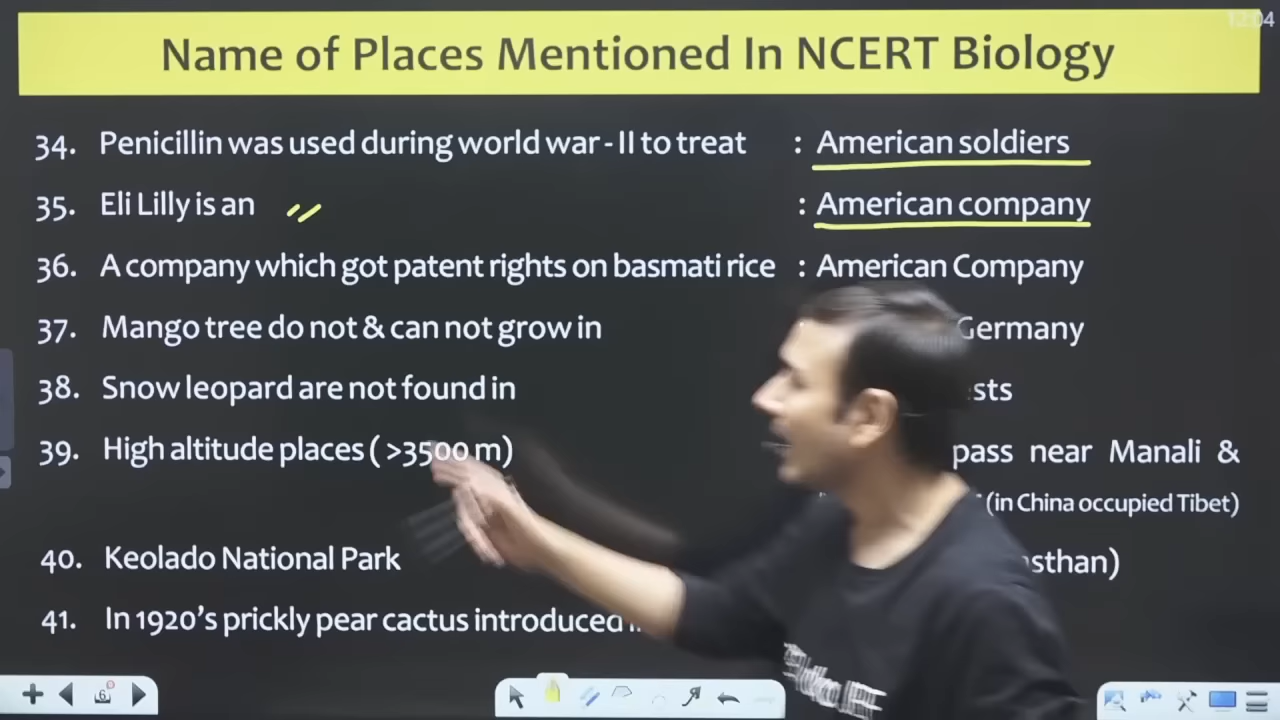 12:04
Name of Places Mentioned In NCERT Biology
34. Penicillin was used during world war - II to treat : American soldiers
35. Eli Lilly is an : American company
36. A company which got patent rights on basmati rice : American Company
37. Mango tree do not & can not grow in Germany
38. Snow leopard are not found in sts
39. High altitude places ( >3500 m) pass near Manali &
(in China occupied Tibet)
40. Keolado National Park sthan)
41. In 1920's prickly pear cactus introduced
6